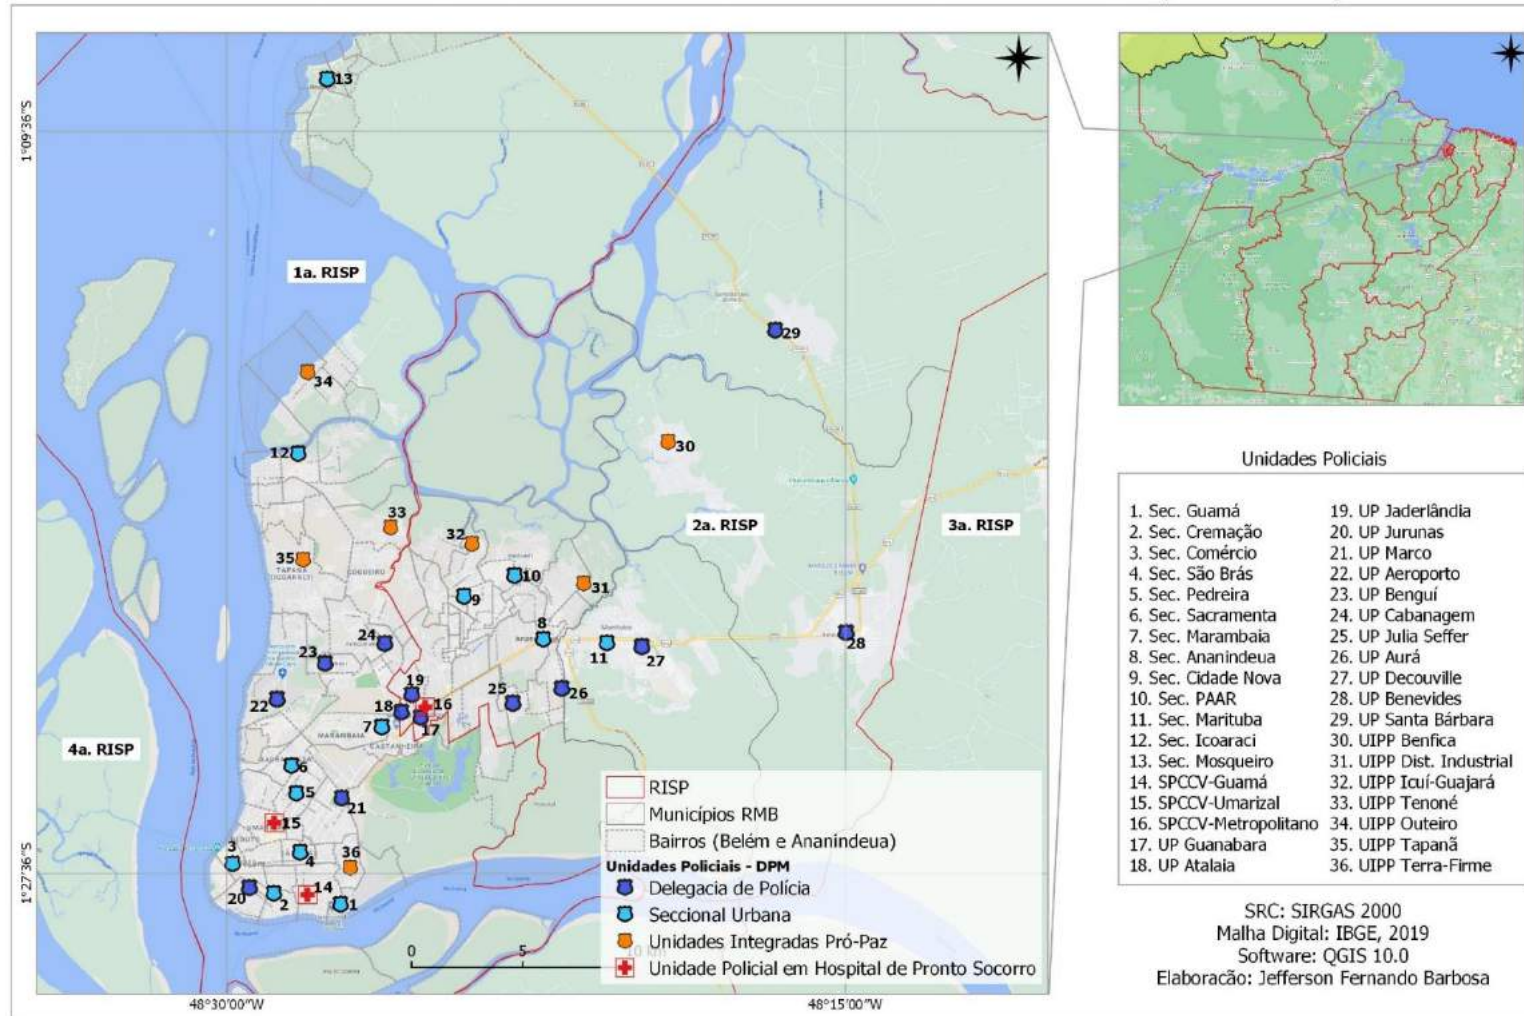 13
1°09'36"S
1a. RISP
29
34
12
30
33
32
2a. RISP
3a. RISP
35
TAPANÃ
10
31
9
8
24
11
27
28
23
19
25
26
22
18
16
17
7
MARAMBAIA
CASTANHEIRA
4a. RISP
6
5
21
15
3
4
36
1°27'36"S
20
2
14
1
RISP
Municípios RMB
Bairros (Belém e Ananindeua)
Unidades Policiais - DPM
Delegacia de Polícia
Seccional Urbana
Unidades Integradas Pró-Paz
Unidade Policial em Hospital de Pronto Socorro
0 5 10 km
48°30'00"W 48°15'00"W
Unidades Policiais
1. Sec. Guamá
2. Sec. Cremação
3. Sec. Comércio
4. Sec. São Brás
5. Sec. Pedreira
6. Sec. Sacramenta
7. Sec. Marambaia
8. Sec. Ananindeua
9. Sec. Cidade Nova
10. Sec. PAAR
11. Sec. Marituba
12. Sec. Icoaraci
13. Sec. Mosqueiro
14. SPCCV-Guamá
15. SPCCV-Umarizal
16. SPCCV-Metropolitano
17. UP Guanabara
18. UP Atalaia
19. UP Jaderlândia
20. UP Jurunas
21. UP Marco
22. UP Aeroporto
23. UP Benguí
24. UP Cabanagem
25. UP Julia Seffer
26. UP Aurá
27. UP Decouville
28. UP Benevides
29. UP Santa Bárbara
30. UIPP Benfica
31. UIPP Dist. Industrial
32. UIPP Icuí-Guajará
33. UIPP Tenoné
34. UIPP Outeiro
35. UIPP Tapanã
36. UIPP Terra-Firme
SRC: SIRGAS 2000
Malha Digital: IBGE, 2019
Software: QGIS 10.0
Elaboracão: Jefferson Fernando Barbosa